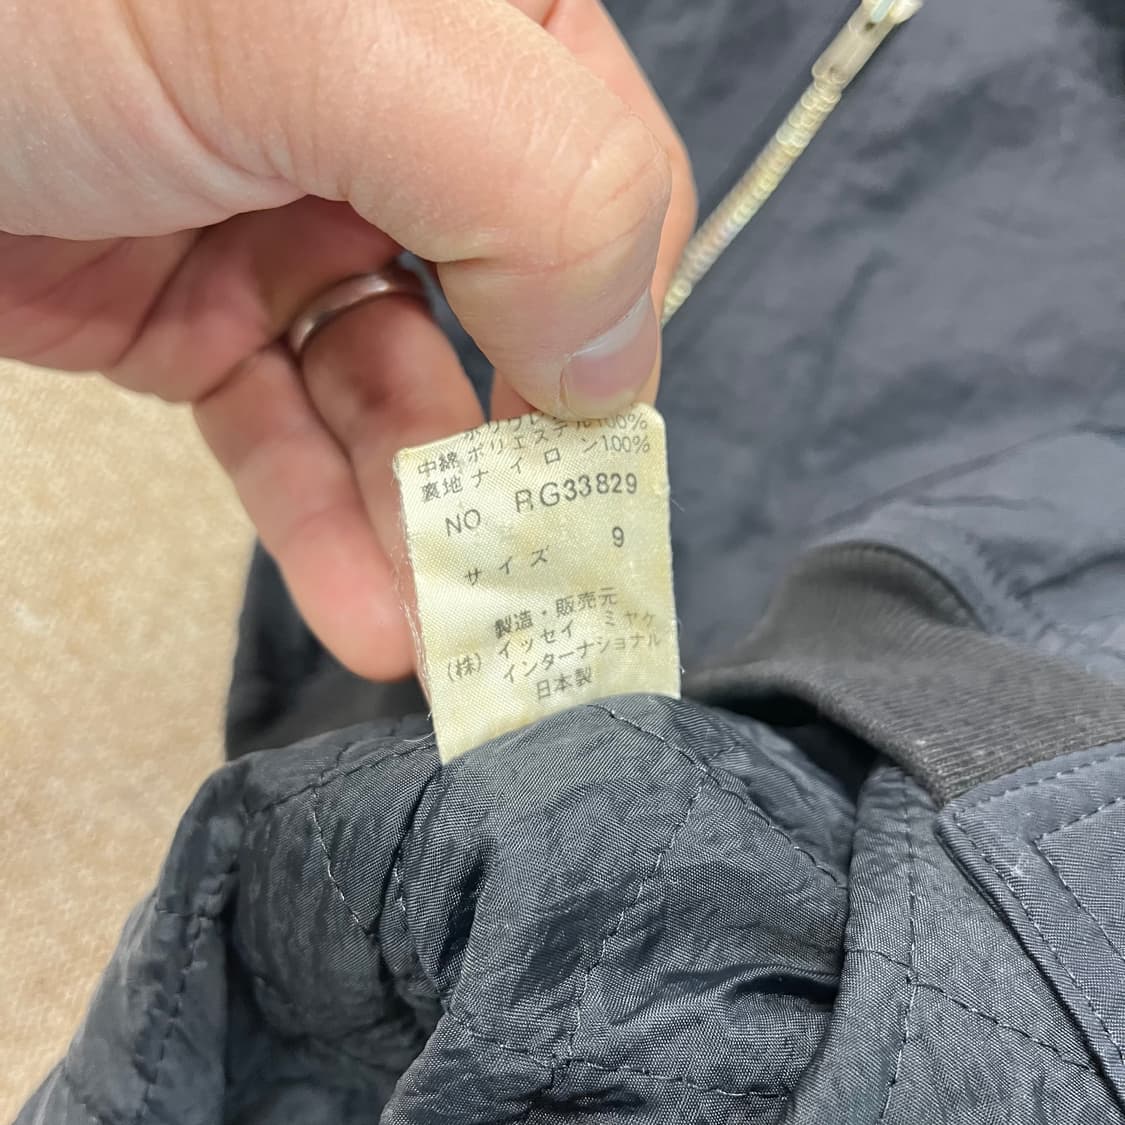 100%
中綿 ポリエステル100%
裏地 ナイロン100%
NO RG33829
サイズ 9
製造・販売元
(株) イッセイ ミヤケ
インターナショナル
日本製